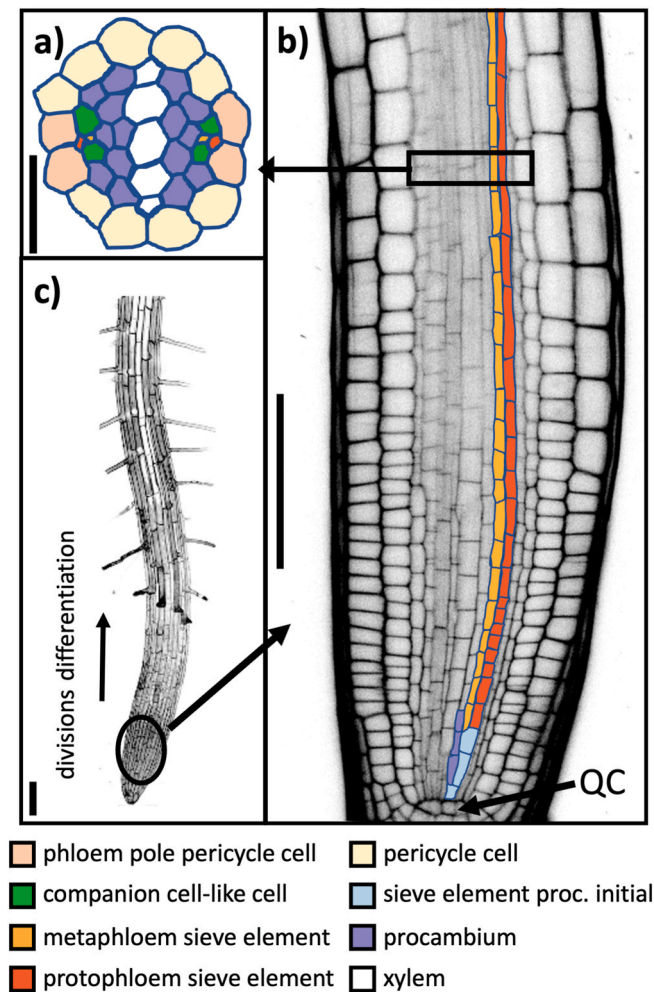 a)
b)
c)
divisions differentiation
QC
phloem pole pericycle cell
pericycle cell
companion cell-like cell
sieve element proc. initial
metaphloem sieve element
procambium
protophloem sieve element
xylem